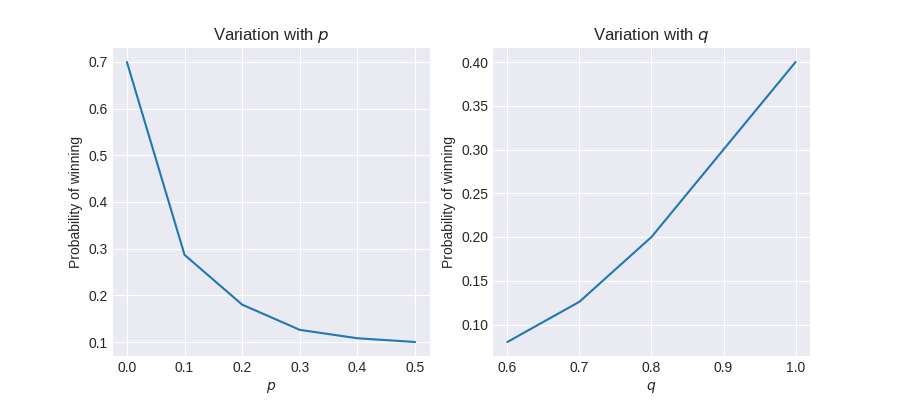 Variation with p
Probability of winning
0.7
0.6
0.5
0.4
0.3
0.2
0.1
0.0 0.1 0.2 0.3 0.4 0.5
p
Variation with q
Probability of winning
0.40
0.35
0.30
0.25
0.20
0.15
0.10
0.6 0.7 0.8 0.9 1.0
q